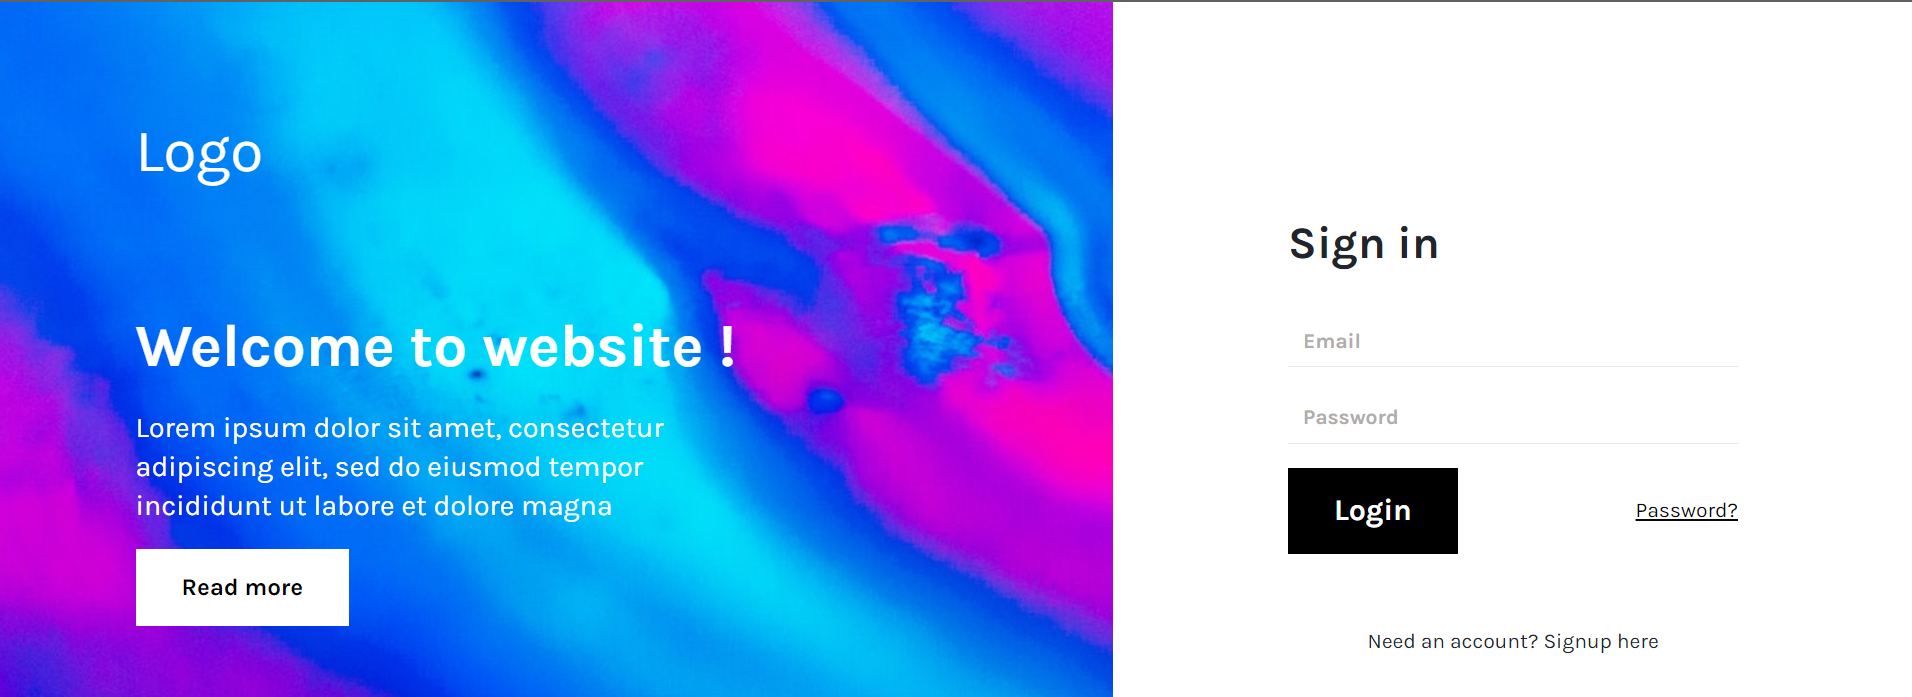 Logo
Welcome to website !
Lorem ipsum dolor sit amet, consectetur
adipiscing elit, sed do eiusmod tempor
incididunt ut labore et dolore magna
Read more
Sign in
Email
Password
Login
Password?
Need an account? Signup here